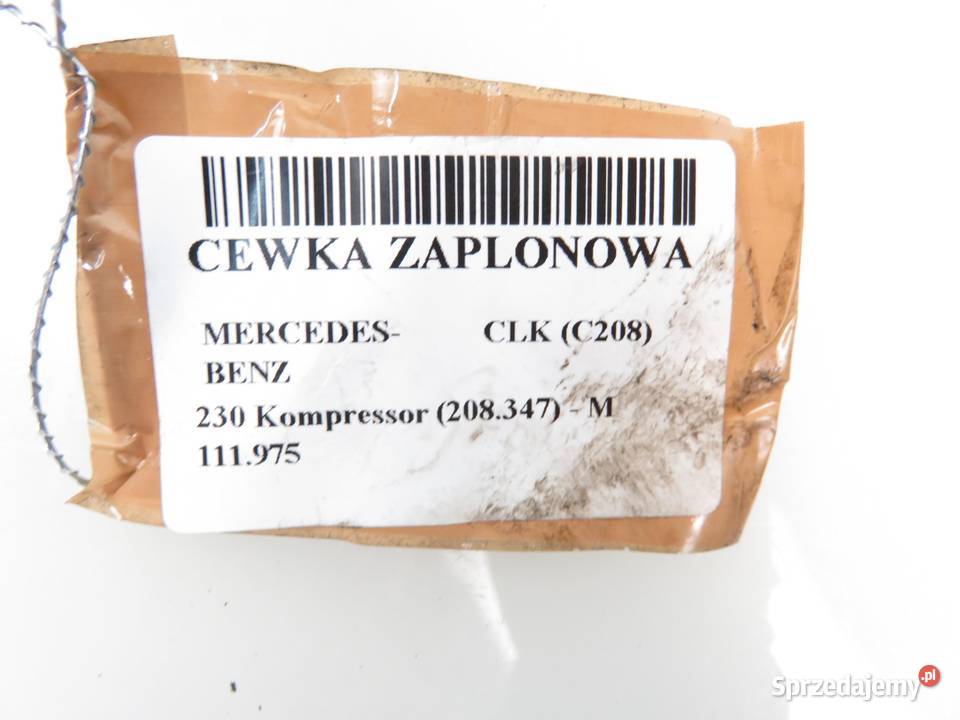 CEWKA ZAPLONOWA
MERCEDES- CLK (C208)
BENZ
230 Kompressor (208.347) - M
111.975
Sprzedajemy.pl